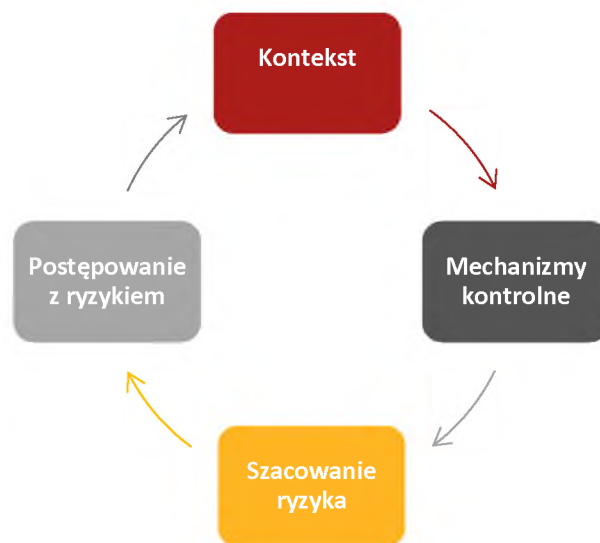 Kontekst
Mechanizmy
kontrolne
Szacowanie
ryzyka
Postępowanie
z ryzykiem